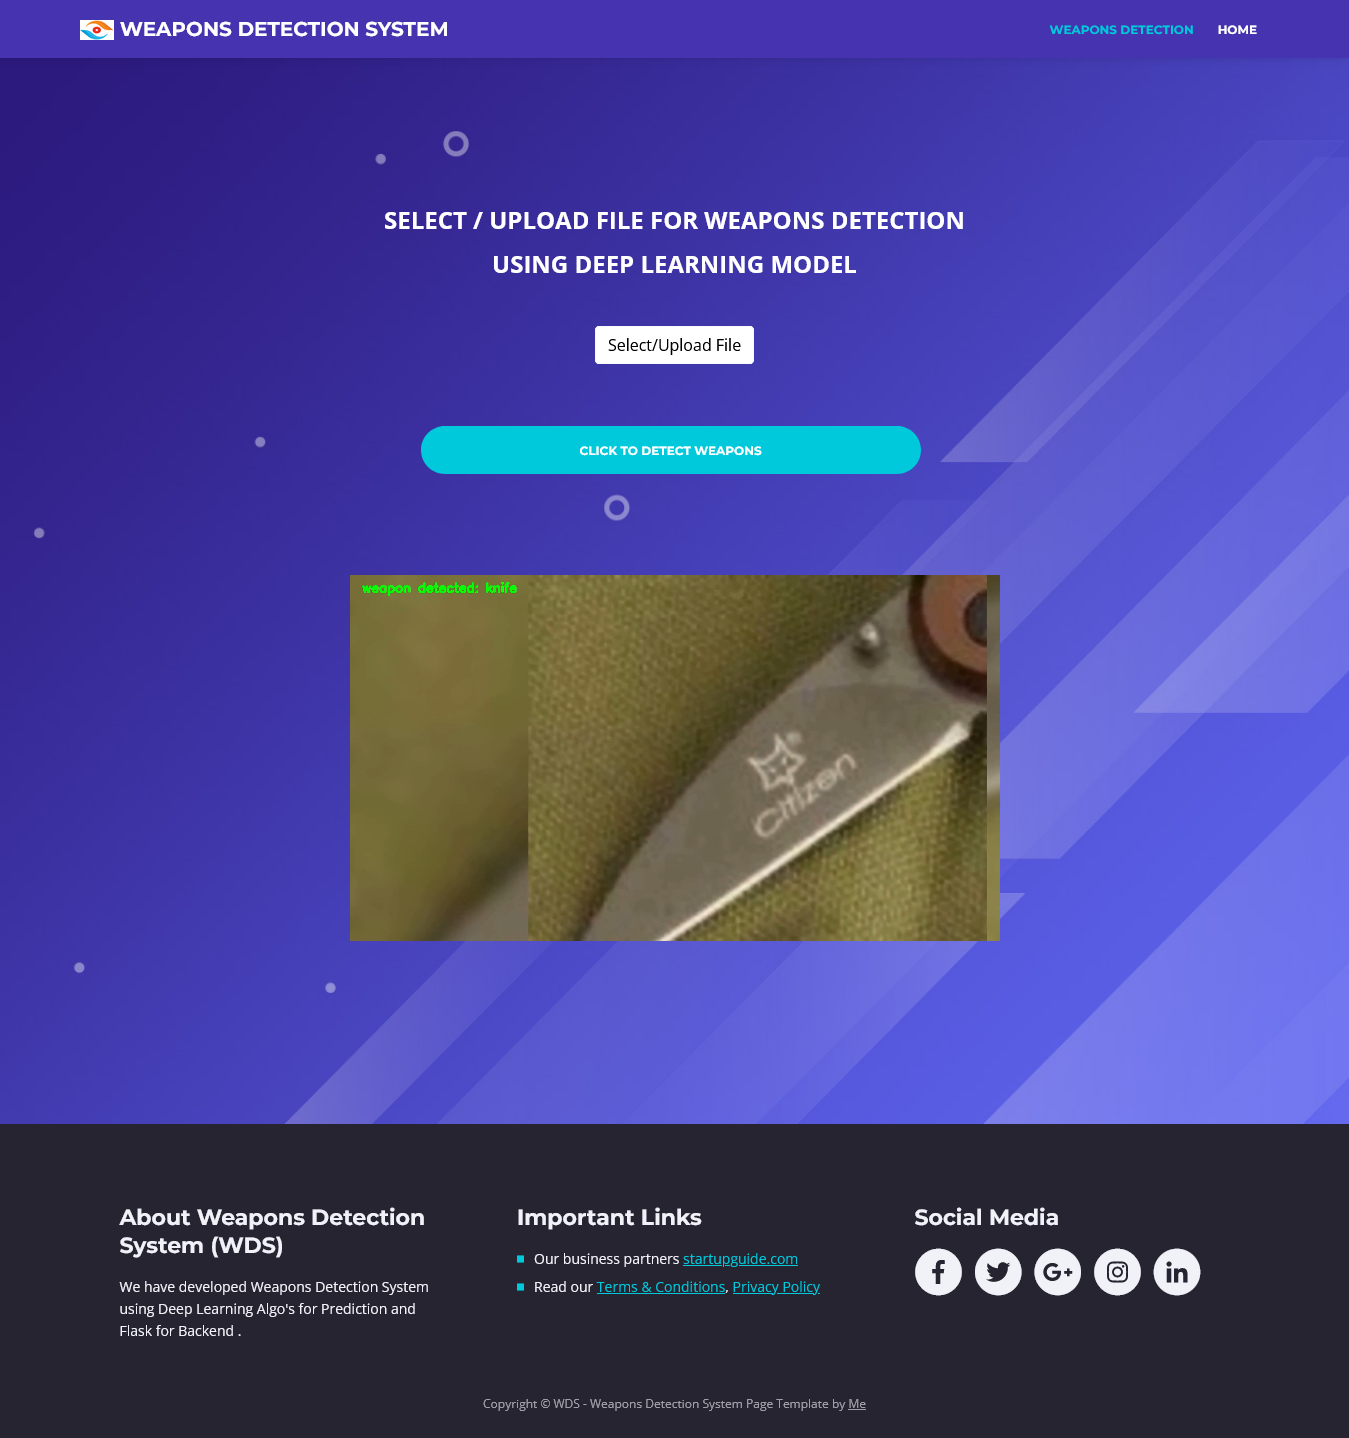 WEAPONS DETECTION SYSTEM
WEAPONS DETECTION HOME
SELECT / UPLOAD FILE FOR WEAPONS DETECTION
USING DEEP LEARNING MODEL
Select/Upload File
CLICK TO DETECT WEAPONS
weapon detected: knife
Citizen
About Weapons Detection
System (WDS)
We have developed Weapons Detection System
using Deep Learning Algo's for Prediction and
Flask for Backend .
Important Links
Our business partners startupguide.com
Read our Terms & Conditions, Privacy Policy
Social Media
Copyright © WDS - Weapons Detection System Page Template by Me